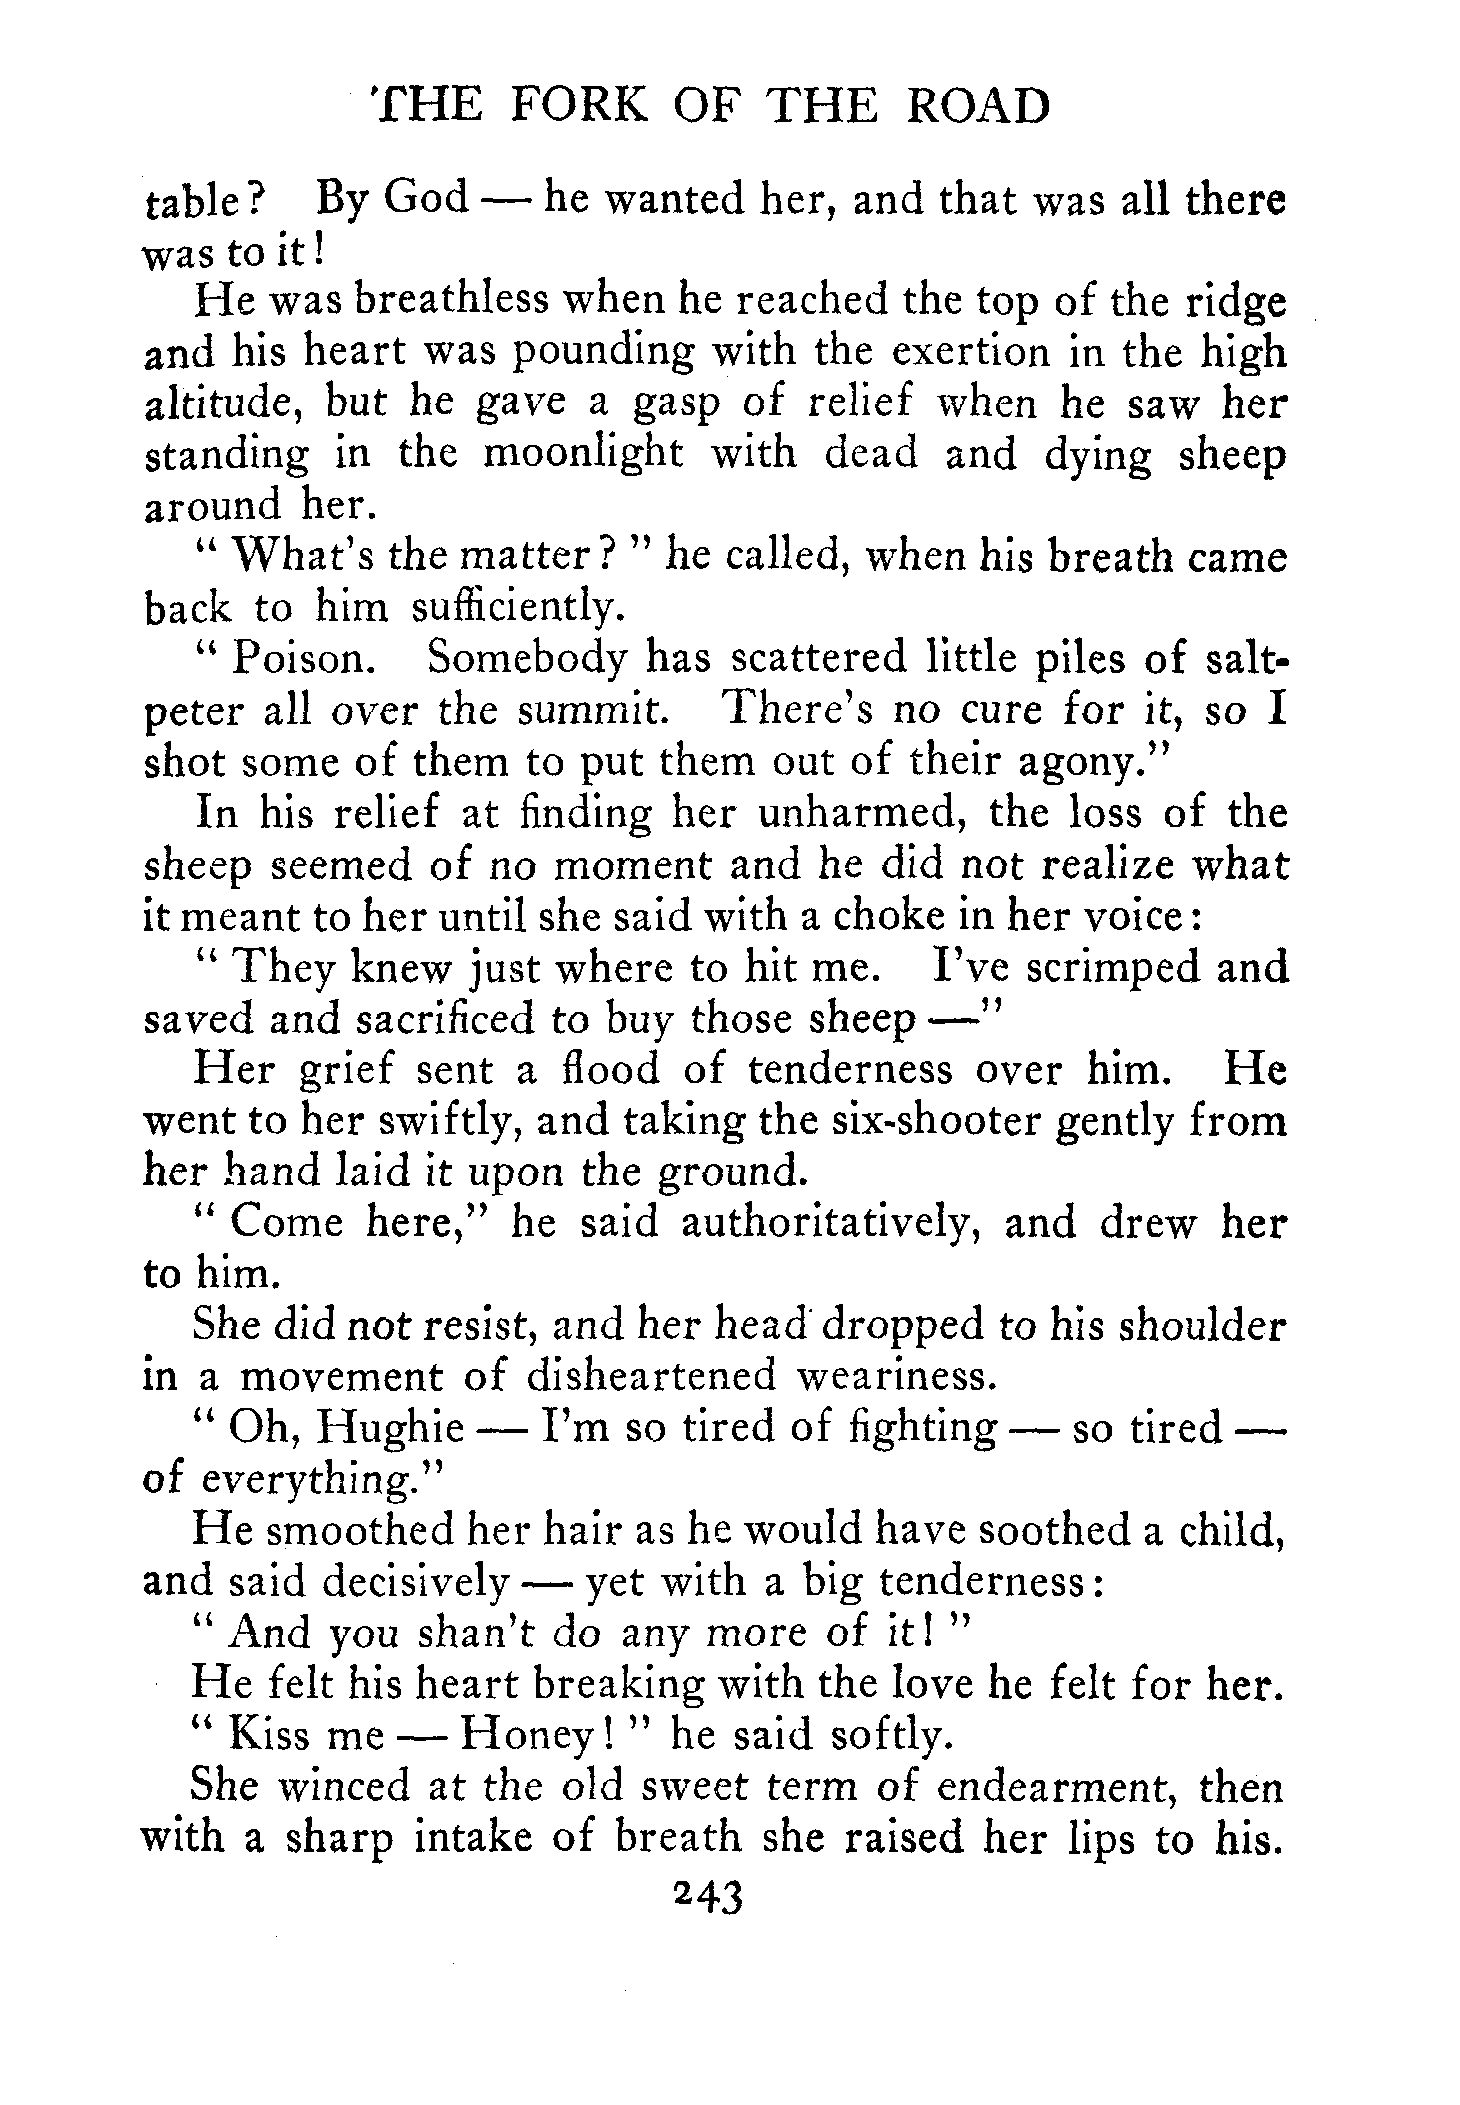 THE FORK OF THE ROAD
table? By God — he wanted her, and that was all there
was to it!
He was breathless when he reached the top of the ridge
and his heart was pounding with the exertion in the high
altitude, but he gave a gasp of relief when he saw her
standing in the moonlight with dead and dying sheep
around her.
" What's the matter? " he called, when his breath came
back to him sufficiently.
" Poison. Somebody has scattered little piles of salt-
peter all over the summit. There's no cure for it, so I
shot some of them to put them out of their agony."
In his relief at finding her unharmed, the loss of the
sheep seemed of no moment and he did not realize what
it meant to her until she said with a choke in her voice:
" They knew just where to hit me. I've scrimped and
saved and sacrificed to buy those sheep —"
Her grief sent a flood of tenderness over him. He
went to her swiftly, and taking the six-shooter gently from
her hand laid it upon the ground.
" Come here," he said authoritatively, and drew her
to him.
She did not resist, and her head dropped to his shoulder
in a movement of disheartened weariness.
" Oh, Hughie — I'm so tired of fighting — so tired —
of everything."
He smoothed her hair as he would have soothed a child,
and said decisively — yet with a big tenderness:
" And you shan't do any more of it! "
He felt his heart breaking with the love he felt for her.
" Kiss me — Honey! " he said softly.
She winced at the old sweet term of endearment, then
with a sharp intake of breath she raised her lips to his.
243